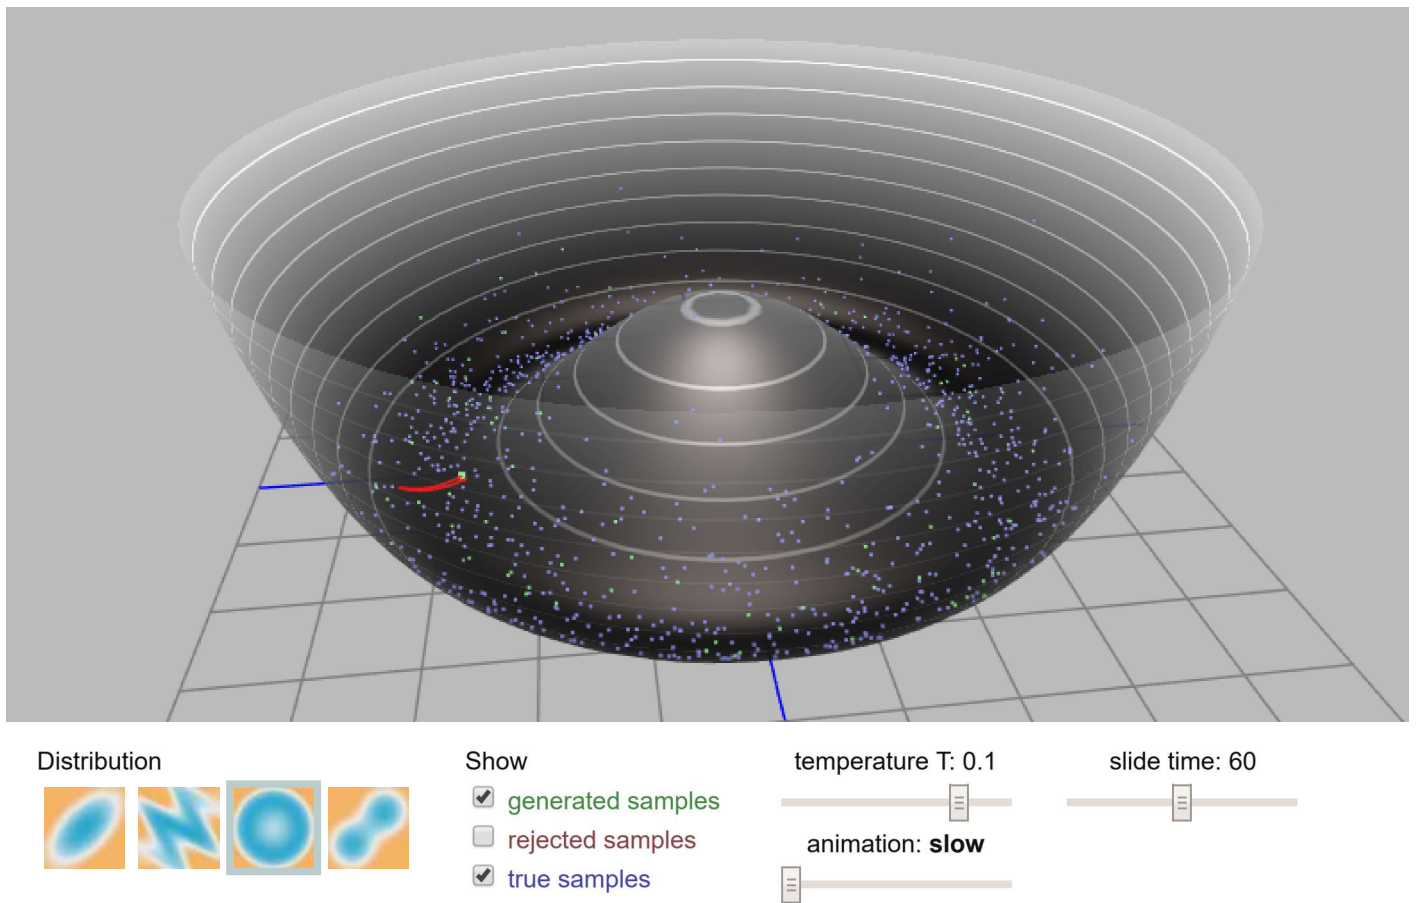 Distribution
Show
generated samples
rejected samples
true samples
temperature T: 0.1
animation: slow
slide time: 60